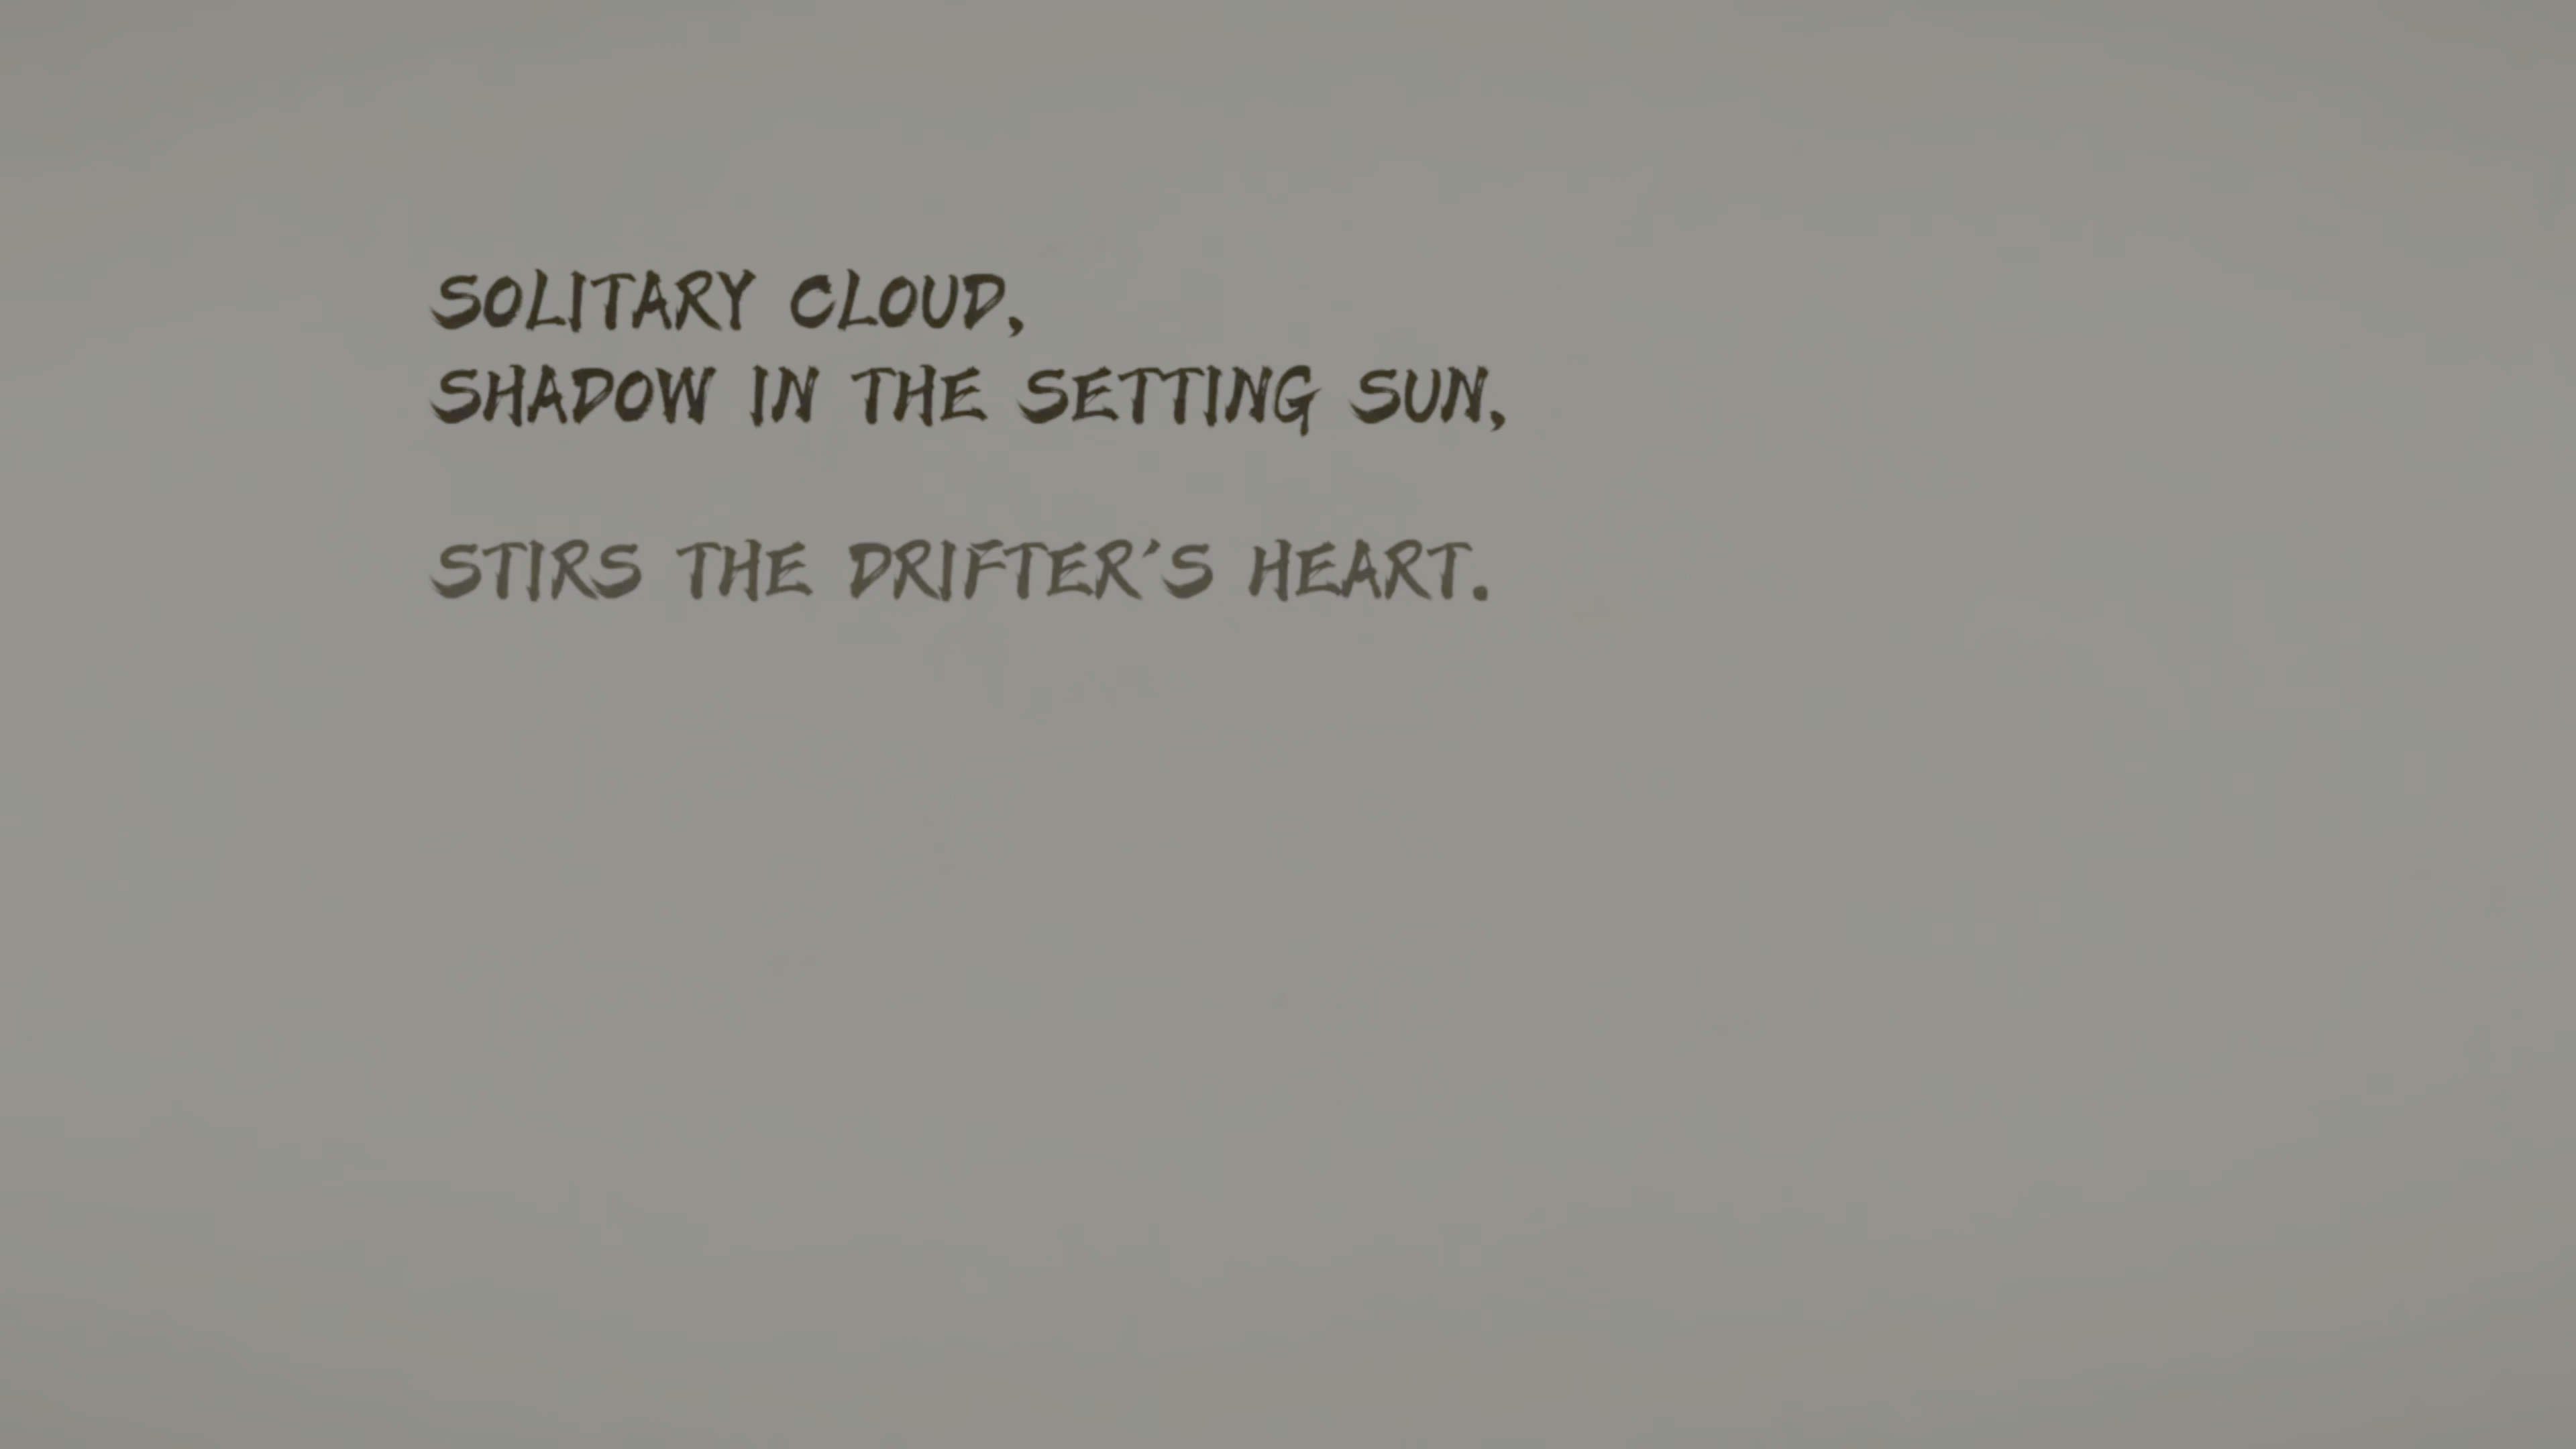 SOLITARY CLOUD,
SHADOW IN THE SETTING SUN,
STIRS THE DRIFTER'S HEART.